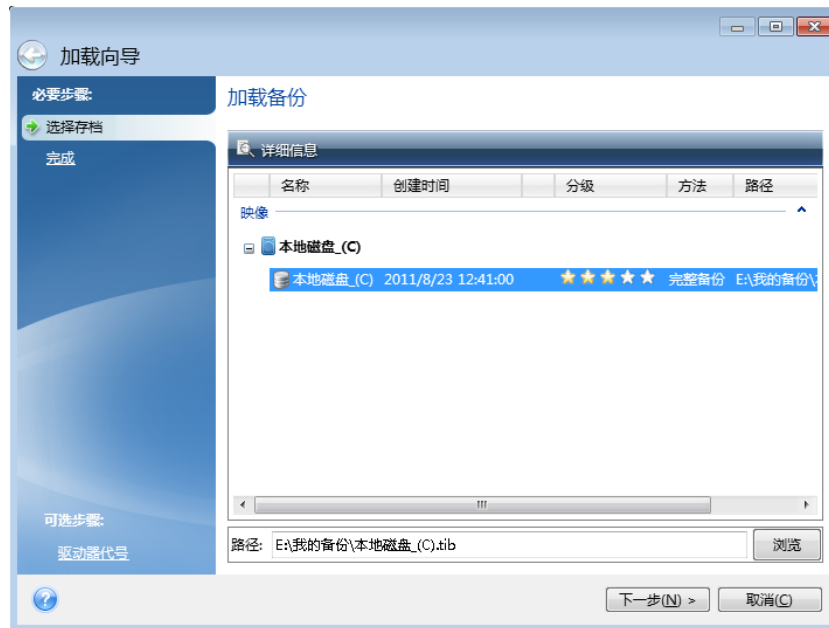 加载向导
必要步骤:
选择存档
完成
可选步骤:
驱动器代号
加载备份
详细信息
名称 创建时间 分级 方法 路径
映像
本地磁盘_(C)
本地磁盘_(C) 2011/8/23 12:41:00 完整备份 E:\我的备份\
路径: E:\我的备份\本地磁盘_(C).tib 浏览
下一步(N) > 取消(C)